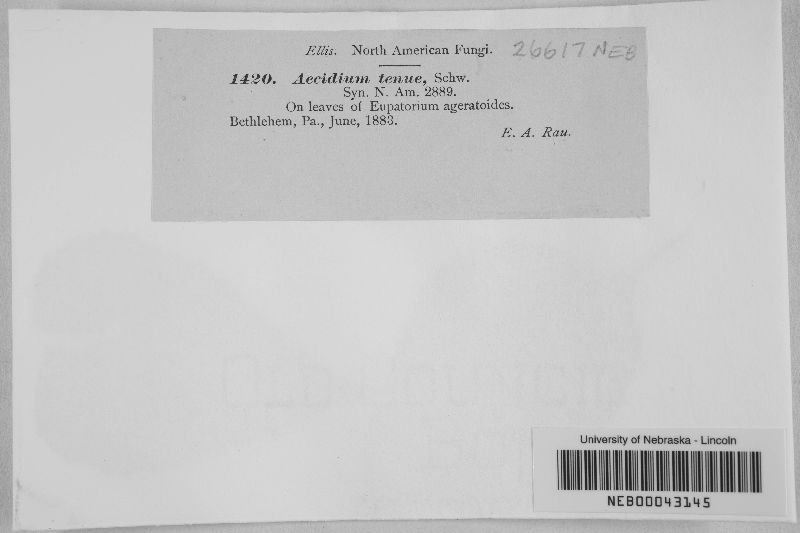 Ellis. North American Fungi. 26617 NEB
1420. Aecidium tenue, Schw.
Syn. N. Am. 2889.
On leaves of Eupatorium ageratoides.
Bethlehem, Pa., June, 1883.
E. A. Rau.
University of Nebraska - Lincoln
NEB00043145